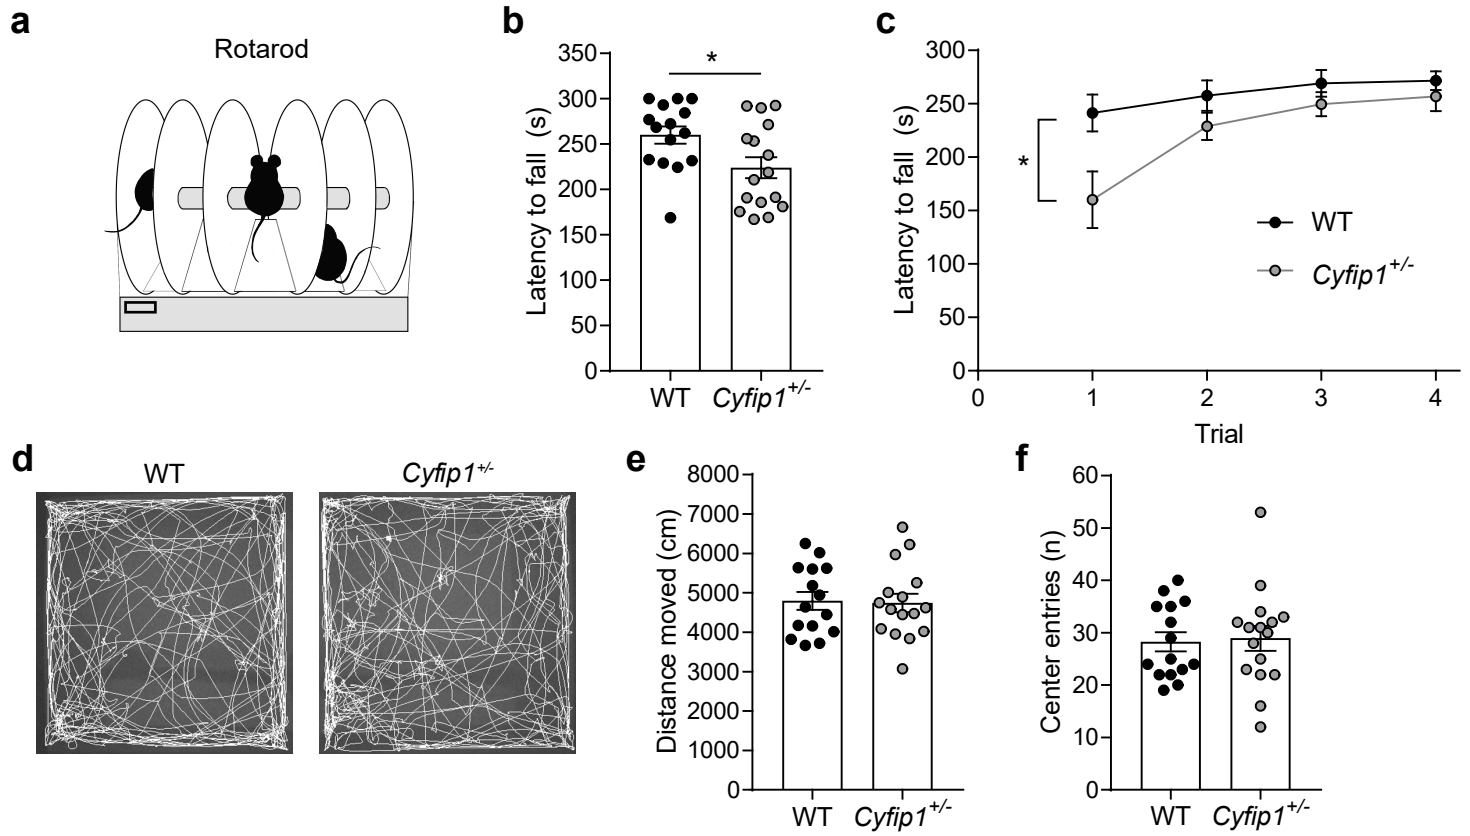 a
Rotarod
b
350
300
250
200
150
100
50
0
Latency to fall (s)
*
WT
Cyfip1+/-
c
300
250
200
150
100
50
0
Latency to fall (s)
*
WT
Cyfip1+/-
0 1 2 3 4
Trial
d
WT
Cyfip1+/-
e
8000
7000
6000
5000
4000
3000
2000
1000
0
Distance moved (cm)
WT
Cyfip1+/-
f
60
50
40
30
20
10
0
Center entries (n)
WT
Cyfip1+/-